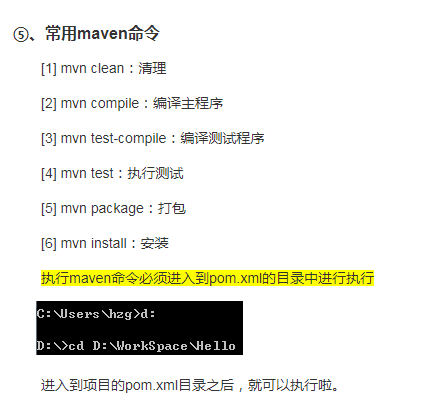 ⑤、常用maven命令
[1] mvn clean：清理
[2] mvn compile：编译主程序
[3] mvn test-compile：编译测试程序
[4] mvn test：执行测试
[5] mvn package：打包
[6] mvn install：安装
执行maven命令必须进入到pom.xml的目录中进行执行
C:\Users\hzg>d:
D:\>cd D:\WorkSpace\Hello
进入到项目的pom.xml目录之后，就可以执行啦。